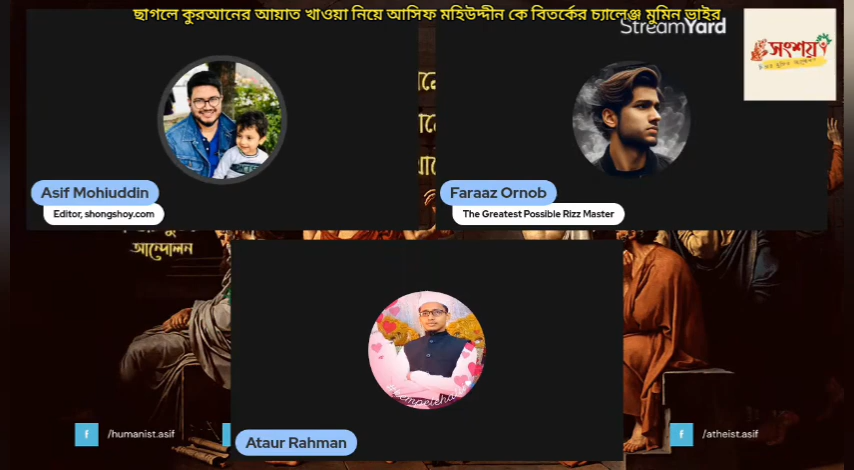 ছাগলে কুরআনের আয়াত খাওয়া নিয়ে আসিফ মহিউদ্দীন কে বিতর্কের চ্যালেঞ্জ মুমিন ভাইর
StreamYard
সংশয়
Asif Mohiuddin
Editor, shongshoy.com
Faraaz Ornob
The Greatest Possible Rizz Master
আন্দোলন
Ataur Rahman
/humanist.asif
/atheist.asif